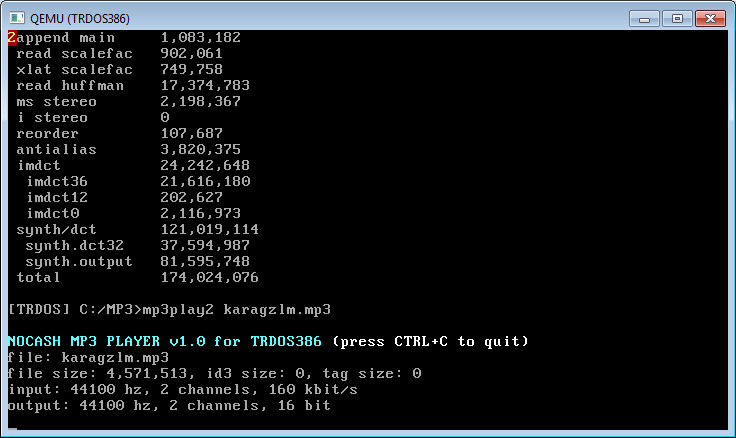 QEMU (TRDOS386)
2append main 1,083,182
read scalefac 902,061
xlat scalefac 749,758
read huffman 17,374,783
ms stereo 2,198,367
i stereo 0
reorder 107,687
antialias 3,820,375
imdct 24,242,648
imdct36 21,616,180
imdct12 202,627
imdct0 2,116,973
synth/dct 121,019,114
synth.dct32 37,594,987
synth.output 81,595,748
total 174,024,076
[TRDOS] C:/MP3>mp3play2 karagzlm.mp3
NOCASH MP3 PLAYER v1.0 for TRDOS386 (press CTRL+C to quit)
file: karagzlm.mp3
file size: 4,571,513, id3 size: 0, tag size: 0
input: 44100 hz, 2 channels, 160 kbit/s
output: 44100 hz, 2 channels, 16 bit